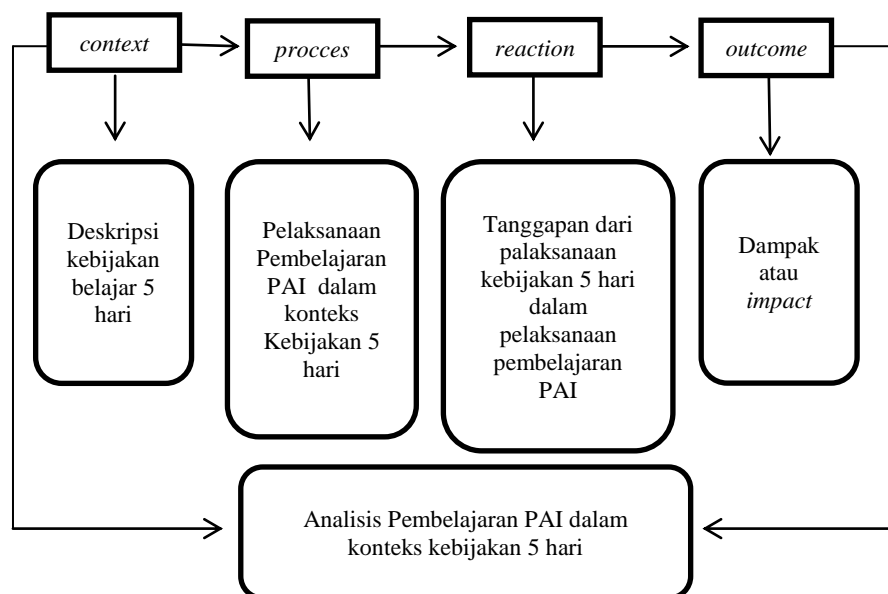 context
procces
reaction
outcome
Deskripsi
kebijakan
belajar 5
hari
Pelaksanaan
Pembelajaran
PAI dalam
konteks
Kebijakan 5
hari
Tanggapan dari
palaksanaan
kebijakan 5 hari
dalam
pelaksanaan
pembelajaran
PAI
Dampak
atau
impact
Analisis Pembelajaran PAI dalam
konteks kebijakan 5 hari